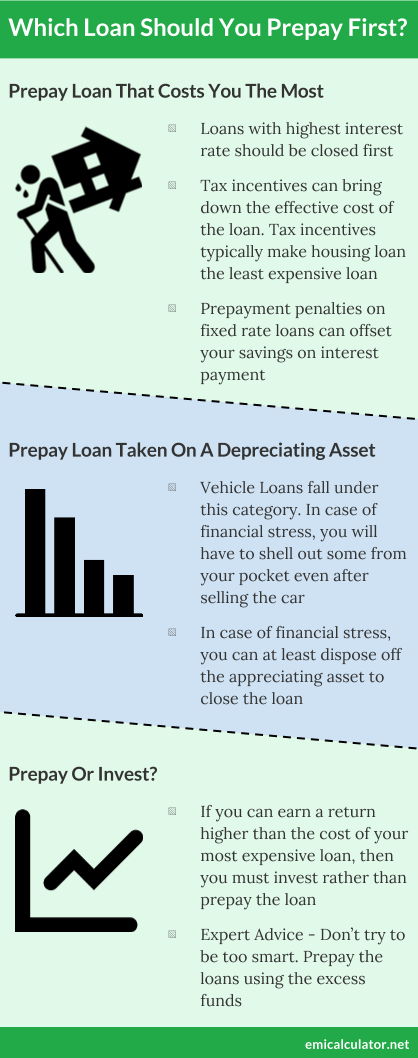 Which Loan Should You Prepay First?
Prepay Loan That Costs You The Most
Loans with highest interest
rate should be closed first
Tax incentives can bring
down the effective cost of
the loan. Tax incentives
typically make housing loan
the least expensive loan
Prepayment penalties on
fixed rate loans can offset
your savings on interest
payment
Prepay Loan Taken On A Depreciating Asset
Vehicle Loans fall under
this category. In case of
financial stress, you will
have to shell out some from
your pocket even after
selling the car
In case of financial stress,
you can at least dispose off
the appreciating asset to
close the loan
Prepay Or Invest?
If you can earn a return
higher than the cost of your
most expensive loan, then
you must invest rather than
prepay the loan
Expert Advice - Don't try to
be too smart. Prepay the
loans using the excess
funds
emicalculator.net